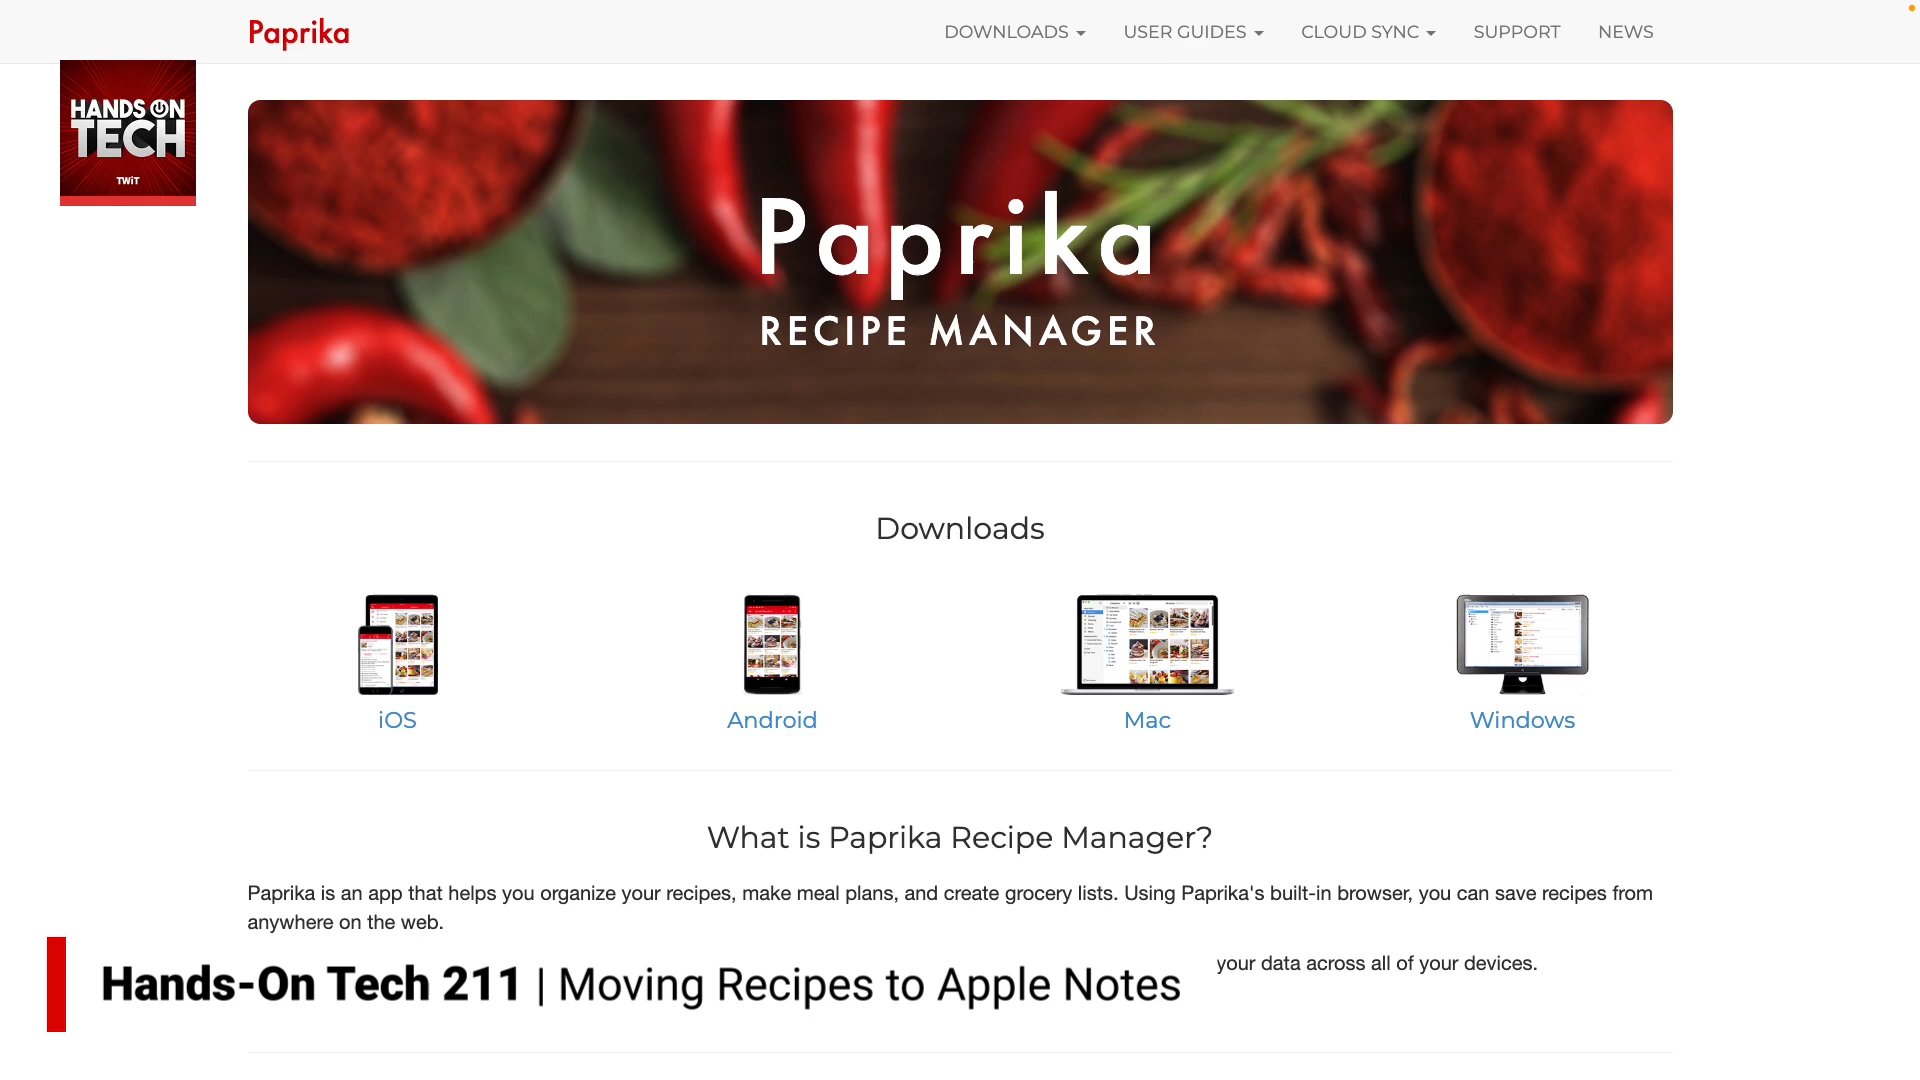 Paprika
DOWNLOADS
USER GUIDES
CLOUD SYNC
SUPPORT
NEWS
HANDS ON
TECH
TWiT
Paprika
RECIPE MANAGER
Downloads
iOS
Android
Mac
Windows
What is Paprika Recipe Manager?
Paprika is an app that helps you organize your recipes, make meal plans, and create grocery lists. Using Paprika's built-in browser, you can save recipes from
anywhere on the web.
your data across all of your devices.
Hands-On Tech 211 | Moving Recipes to Apple Notes